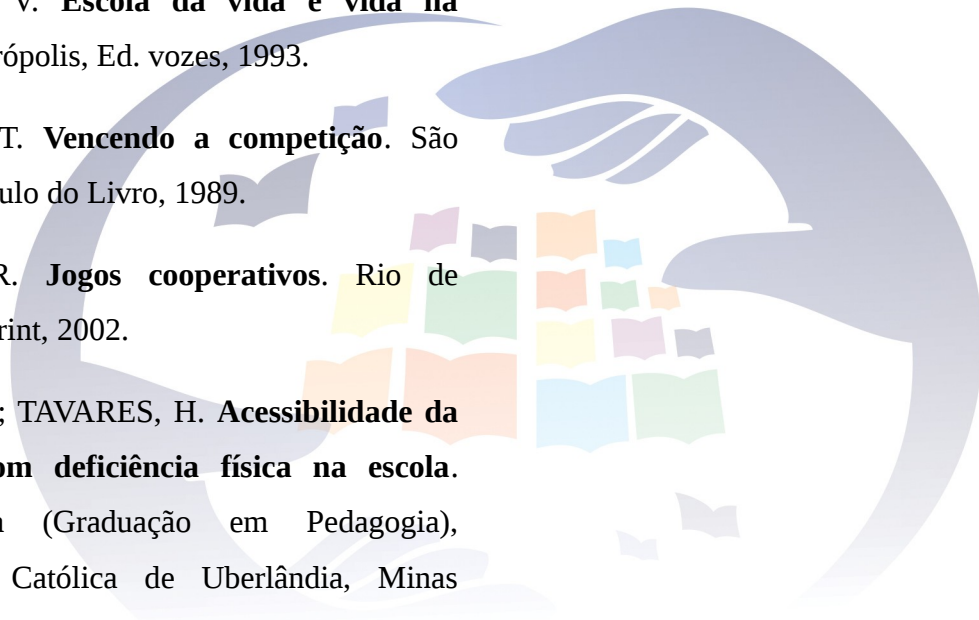 v. Escola da vida e vida na
rópolis, Ed. vozes, 1993.
T. Vencendo a competição. São
ulo do Livro, 1989.
R. Jogos cooperativos. Rio de
rint, 2002.
; TAVARES, H. Acessibilidade da
om deficiência física na escola.
(Graduação em Pedagogia),
Católica de Uberlândia, Minas